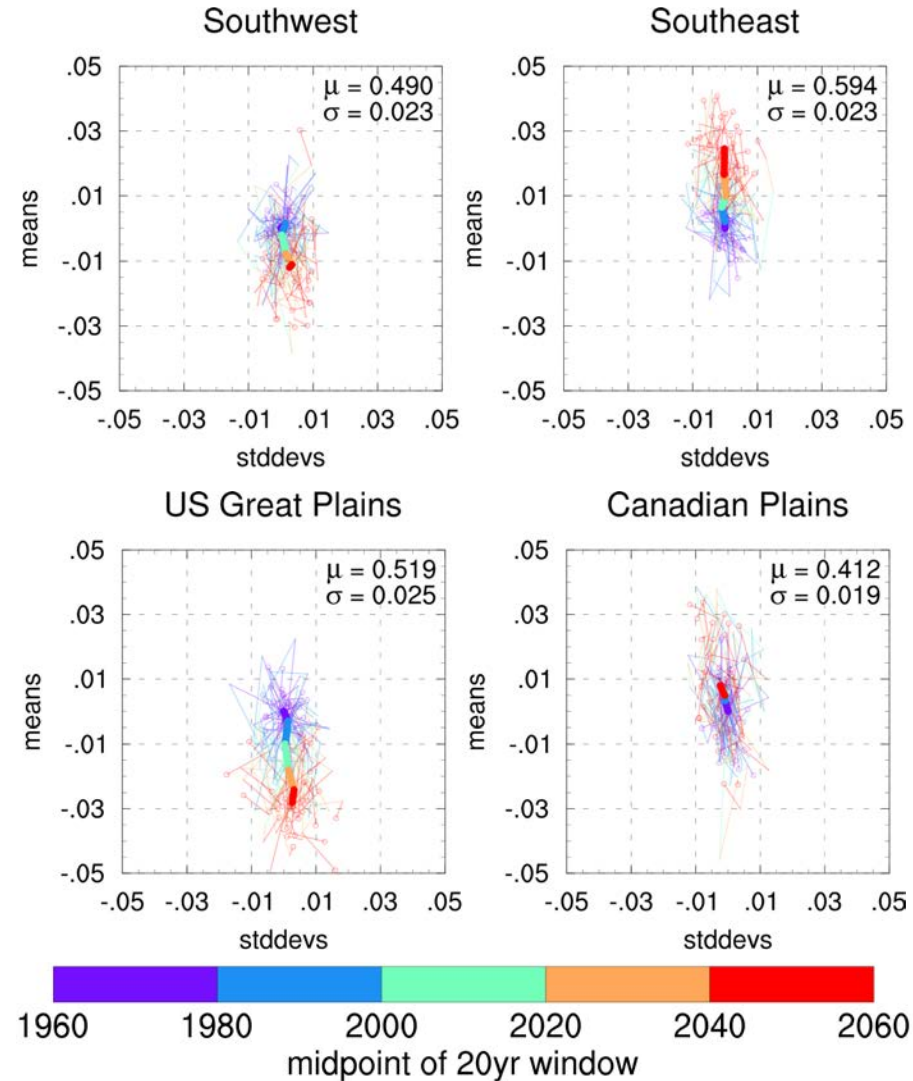 Southwest
Southeast
.05
.03
.01
-.01
-.03
-.05
means
μ = 0.490
σ = 0.023
-.05 -.03 -.01 .01 .05
stddevs
.05
.03
.01
-.01
-.03
-.05
means
μ = 0.594
σ = 0.023
-.05 -.03 -.01 .01 .05
stddevs
US Great Plains
Canadian Plains
.05
.03
.01
-.01
-.03
-.05
means
μ = 0.519
σ = 0.025
-.05 -.03 -.01 .01 .05
stddevs
.05
.03
.01
-.01
-.03
-.05
means
μ = 0.412
σ = 0.019
-.05 -.03 -.01 .01 .05
stddevs
1960 1980 2000 2020 2040 2060
midpoint of 20yr window